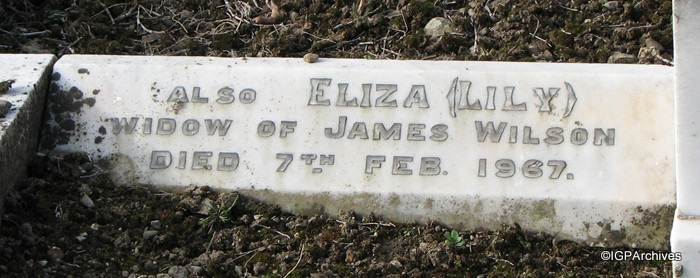 ALSO ELIZA (LILY)
WIDOW OF JAMES WILSON
DIED 7TH FEB. 1967.
©IGPArchives